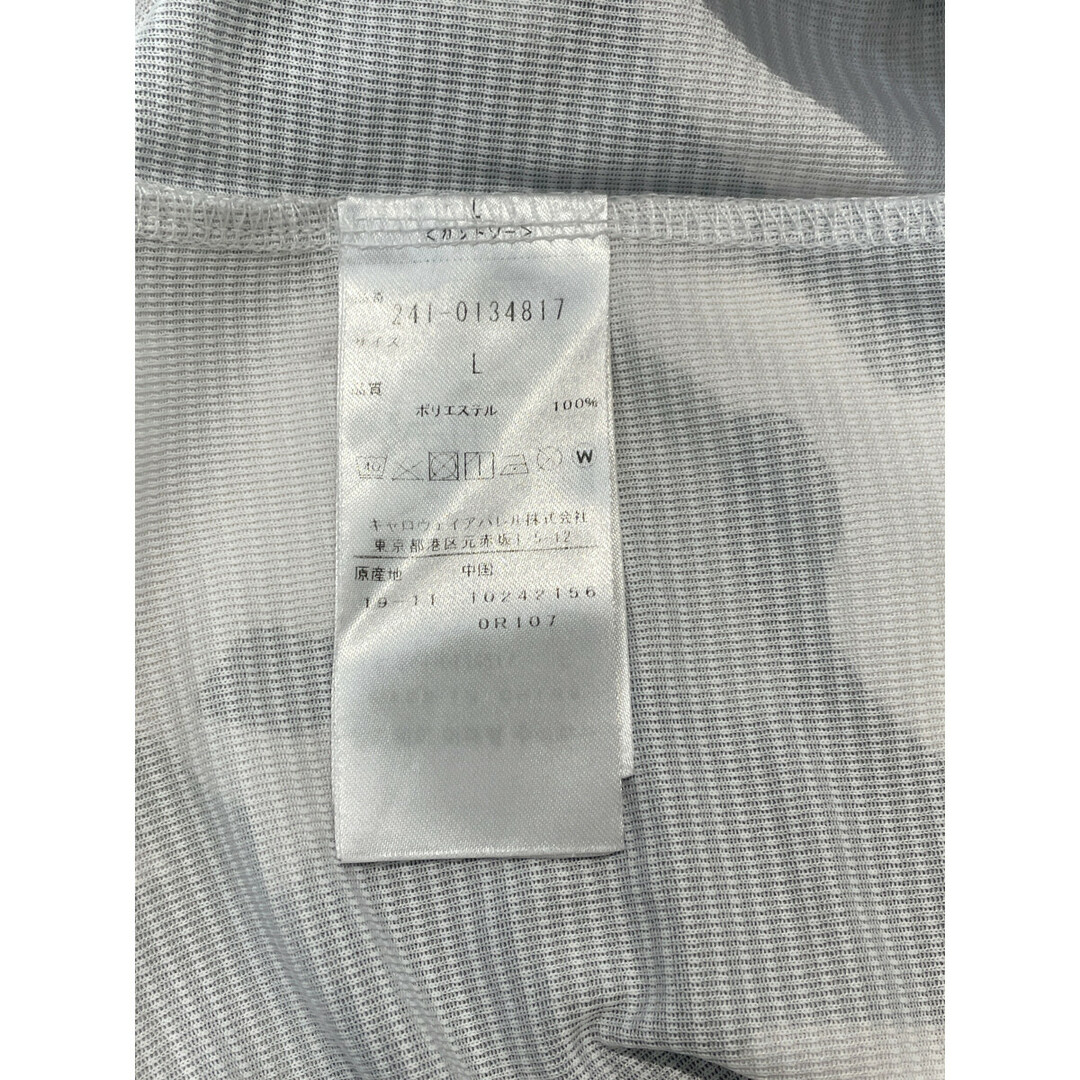 L
<カットソー>
品番
241-0134817
サイズ
L
品質
ポリエステル 100%
40
W
キャロウェイアパレル株式会社
東京都港区元赤坂1-5-12
原産地 中国
19-11 10242156
0R107